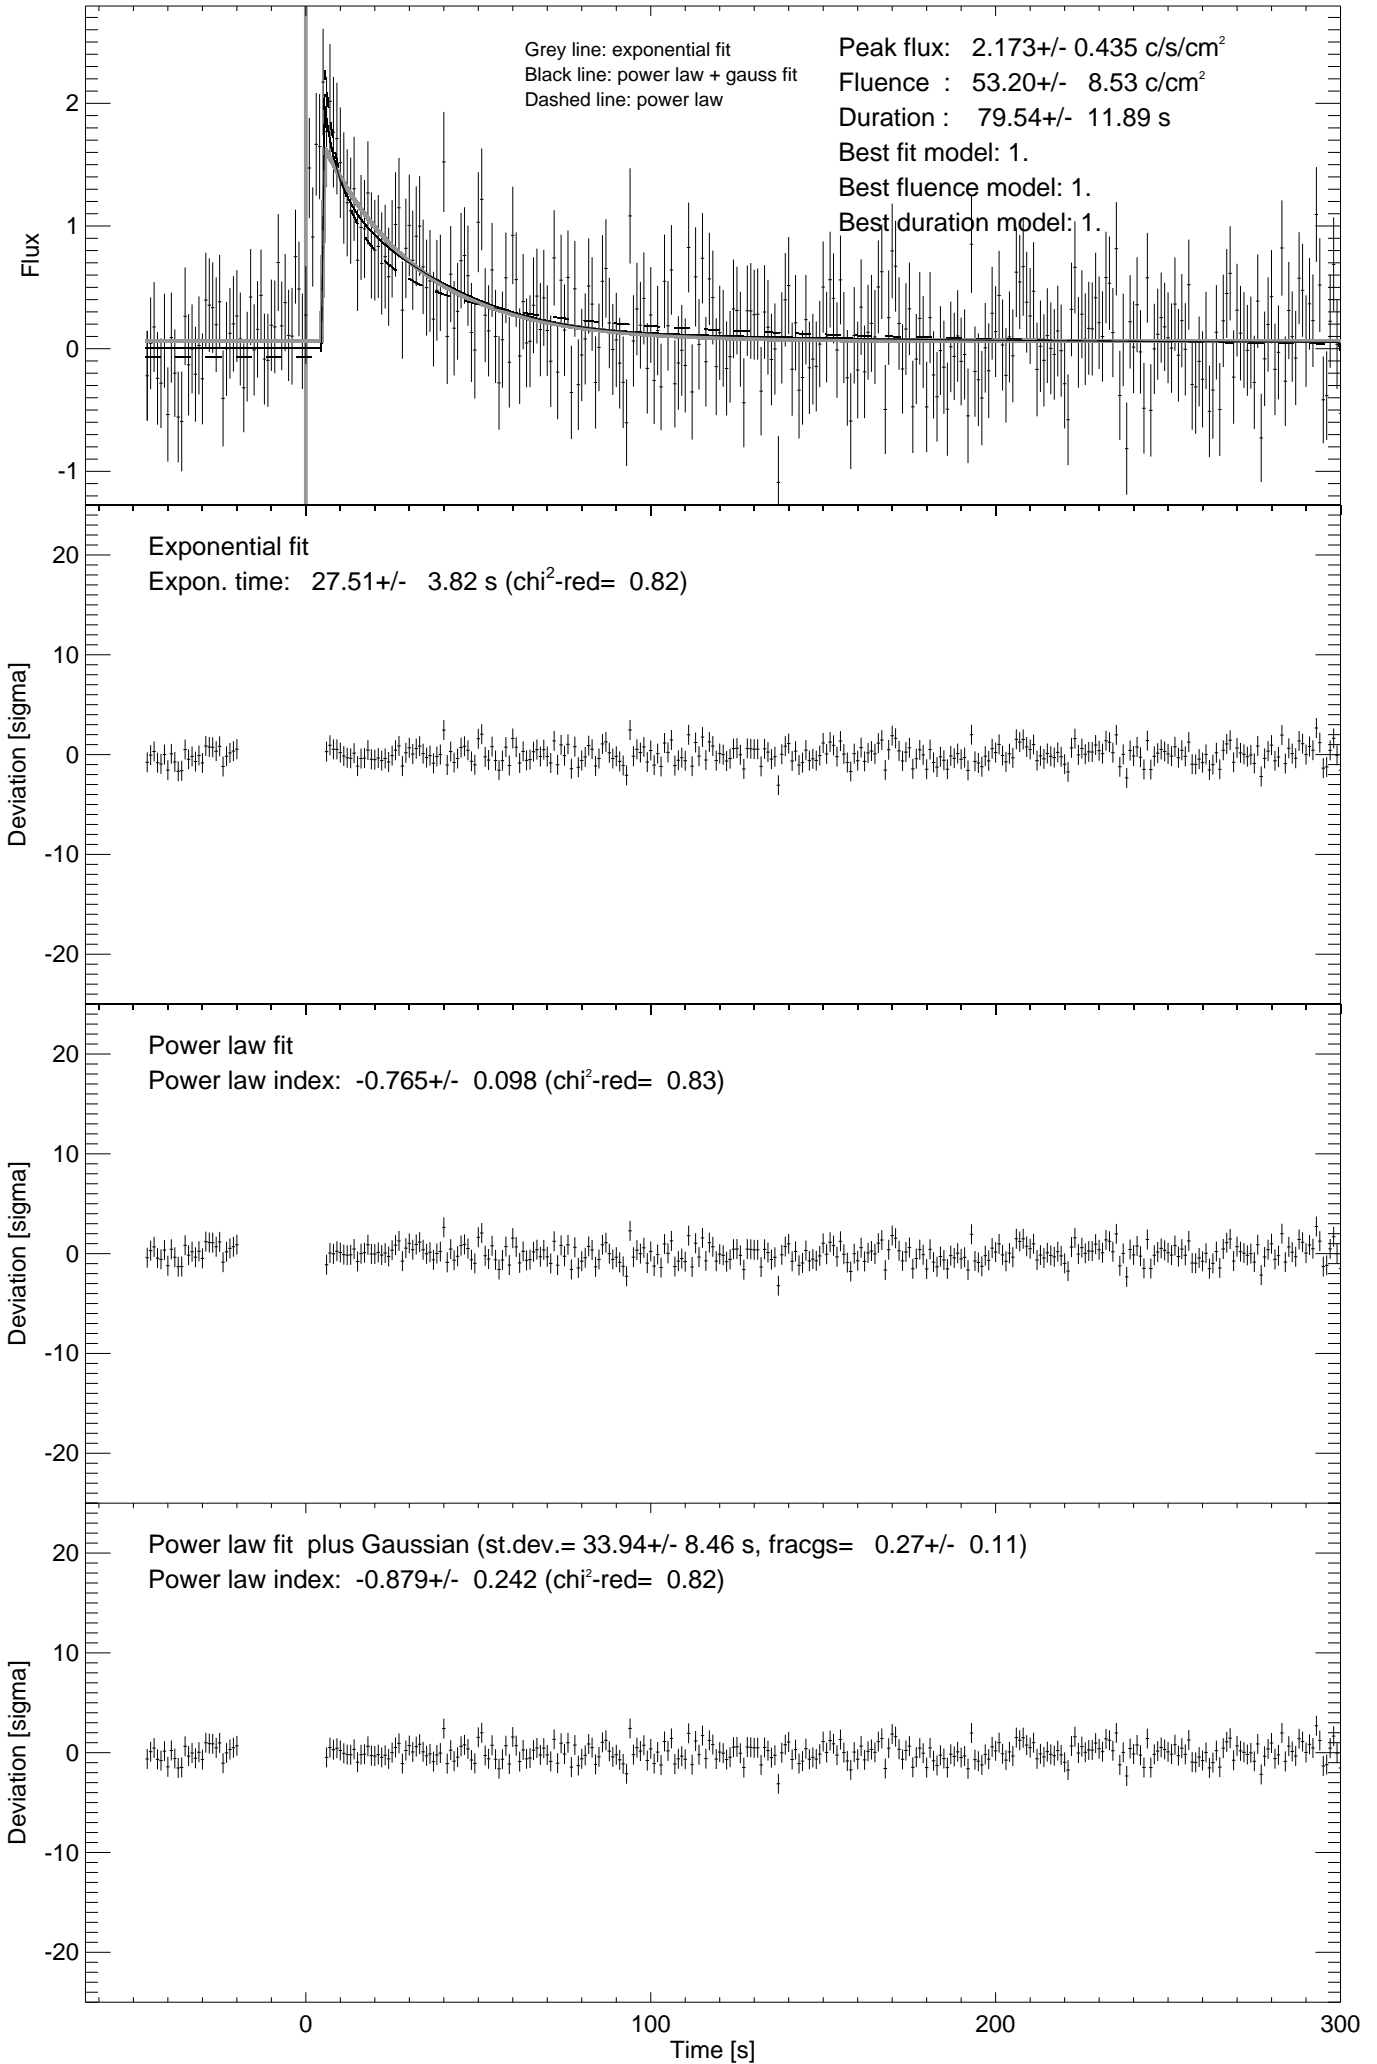 Grey line: exponential fit
Black line: power law + gauss fit
Dashed line: power law
Peak flux: 2.173+/- 0.435 c/s/cm²
Fluence : 53.20+/- 8.53 c/cm²
Duration : 79.54+/- 11.89 s
Best fit model: 1.
Best fluence model: 1.
Best duration model: 1.
2
1
0
-1
Flux
Exponential fit
Expon. time: 27.51+/- 3.82 s (chi²-red= 0.82)
20
10
0
-10
-20
Deviation [sigma]
Power law fit
Power law index: -0.765+/- 0.098 (chi²-red= 0.83)
20
10
0
-10
-20
Deviation [sigma]
Power law fit plus Gaussian (st.dev.= 33.94+/- 8.46 s, fracgs= 0.27+/- 0.11)
Power law index: -0.879+/- 0.242 (chi²-red= 0.82)
20
10
0
-10
-20
Deviation [sigma]
0 100 200 300
Time [s]